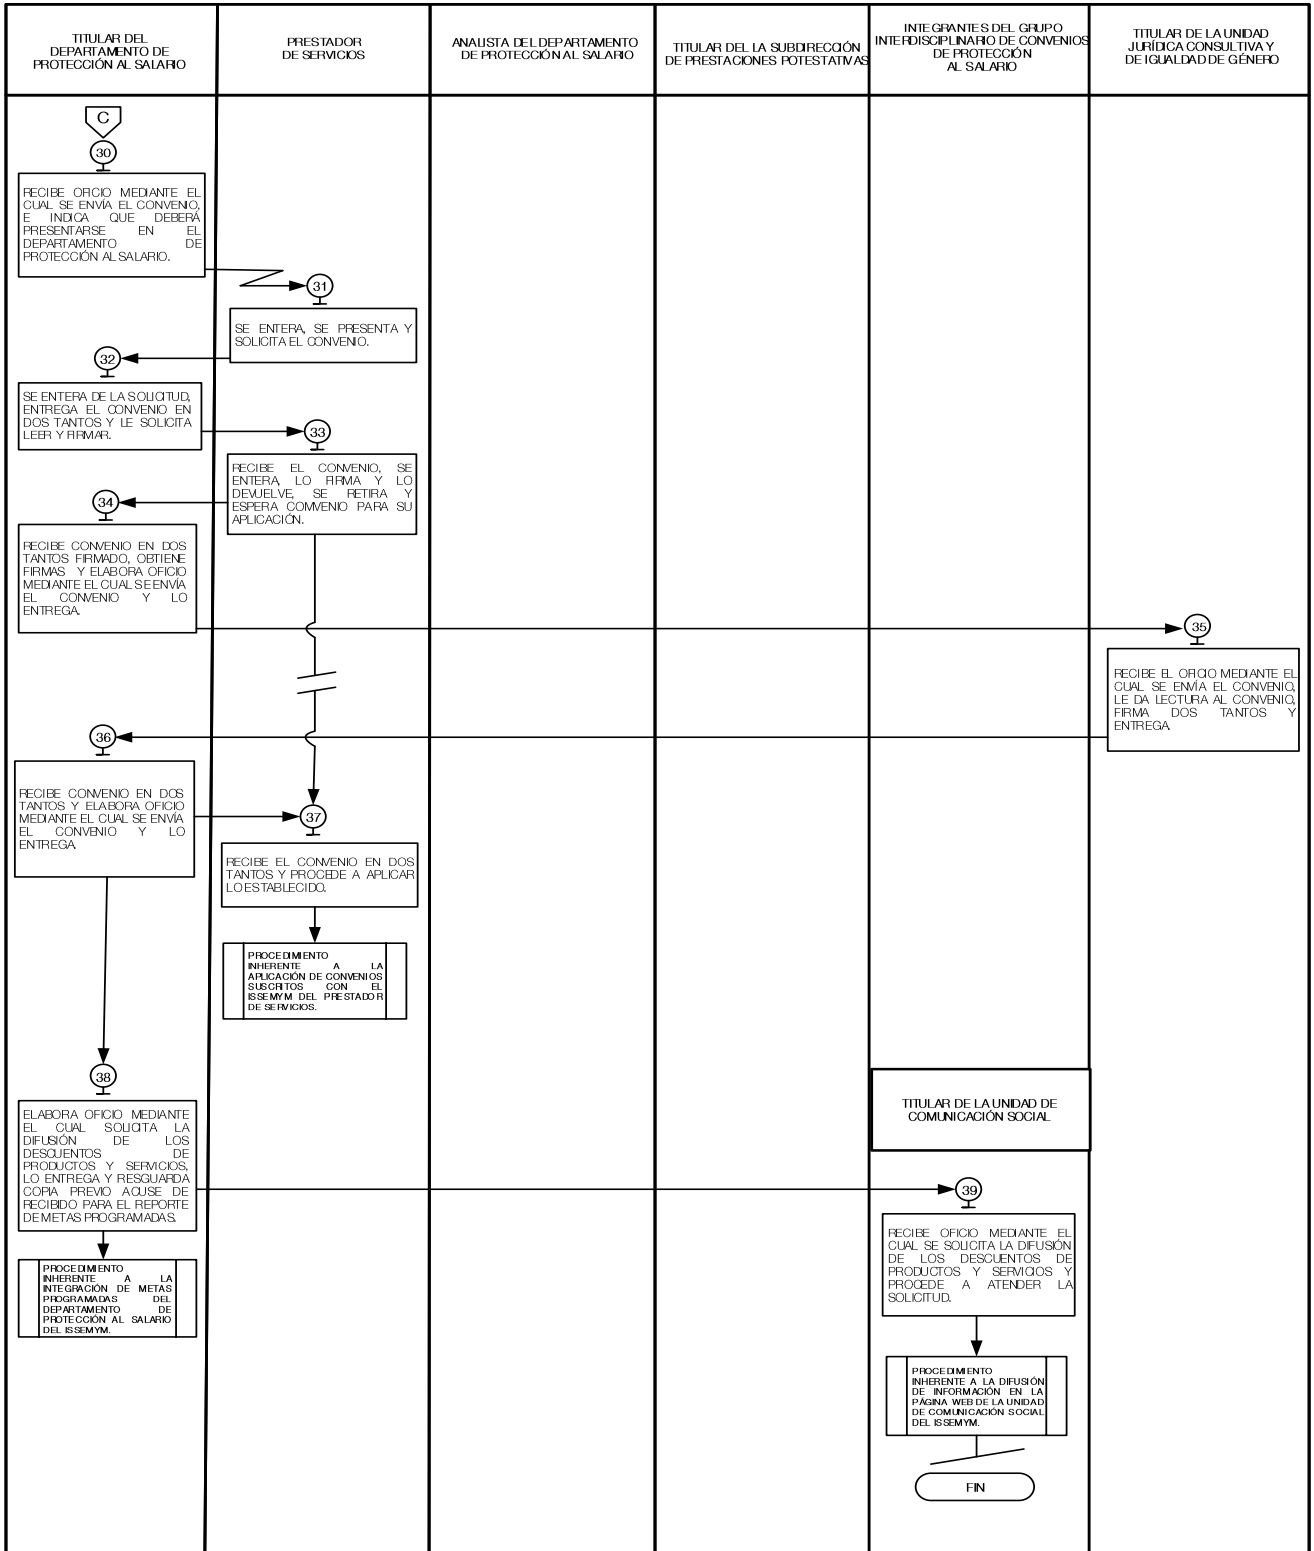 TITULAR DEL
DEPARTAMENTO DE
PROTECCIÓN AL SALARIO
PRESTADOR
DE SERVICIOS
ANALISTA DEL DEPARTAMENTO
DE PROTECCIÓN AL SALARIO
TITULAR DEL LA SUBDIRECCIÓN
DE PRESTACIONES POTESTATIVAS
INTEGRANTES DEL GRUPO
INTERDISCIPLINARIO DE CONVENIOS
DE PROTECCIÓN
AL SALARIO
TITULAR DE LA UNIDAD
JURÍDICA CONSULTIVA Y
DE IGUALDAD DE GÉNERO
C
30
RECIBE OFICIO MEDIANTE EL
CUAL SE ENVÍA EL CONVENIO,
E INDICA QUE DEBERÁ
PRESENTARSE EN EL
DEPARTAMENTO DE
PROTECCIÓN AL SALARIO.
31
SE ENTERA, SE PRESENTA Y
SOLICITA EL CONVENIO.
32
SE ENTERA DE LA SOLICITUD,
ENTREGA EL CONVENIO EN
DOS TANTOS Y LE SOLICITA
LEER Y FIRMAR.
33
RECIBE EL CONVENIO, SE
ENTERA, LO FIRMA Y LO
DEVUELVE, SE RETIRA Y
ESPERA COMVENIO PARA SU
APLICACIÓN.
34
RECIBE CONVENIO EN DOS
TANTOS FIRMADO, OBTIENE
FIRMAS Y ELABORA OFICIO
MEDIANTE EL CUAL SE ENVÍA
EL CONVENIO Y LO
ENTREGA.
35
RECIBE EL OFICIO MEDIANTE EL
CUAL SE ENVÍA EL CONVENIO,
LE DA LECTURA AL CONVENIO,
FIRMA DOS TANTOS Y
ENTREGA.
36
RECIBE CONVENIO EN DOS
TANTOS Y ELABORA OFICIO
MEDIANTE EL CUAL SE ENVÍA
EL CONVENIO Y LO
ENTREGA.
37
RECIBE EL CONVENIO EN DOS
TANTOS Y PROCEDE A APLICAR
LO ESTABLECIDO.
PROCEDIMIENTO
INHERENTE A LA
APLICACIÓN DE CONVENIOS
SUSCRITOS CON EL
ISSEMYM DEL PRESTADOR
DE SERVICIOS.
38
ELABORA OFICIO MEDIANTE
EL CUAL SOLICITA LA
DIFUSIÓN DE LOS
DESCUENTOS DE
PRODUCTOS Y SERVICIOS,
LO ENTREGA Y RESGUARDA
COPIA PREVIO ACUSE DE
RECIBIDO PARA EL REPORTE
DE METAS PROGRAMADAS.
PROCEDIMIENTO
INHERENTE A LA
INTEGRACIÓN DE METAS
PROGRAMADAS DEL
DEPARTAMENTO DE
PROTECCIÓN AL SALARIO
DEL ISSEMYM.
TITULAR DE LA UNIDAD DE
COMUNICACIÓN SOCIAL
39
RECIBE OFICIO MEDIANTE EL
CUAL SE SOLICITA LA DIFUSIÓN
DE LOS DESCUENTOS DE
PRODUCTOS Y SERVICIOS Y
PROCEDE A ATENDER LA
SOLICITUD.
PROCEDIMIENTO
INHERENTE A LA DIFUSIÓN
DE INFORMACIÓN EN LA
PÁGINA WEB DE LA UNIDAD
DE COMUNICACIÓN SOCIAL
DEL ISSEMYM.
FIN